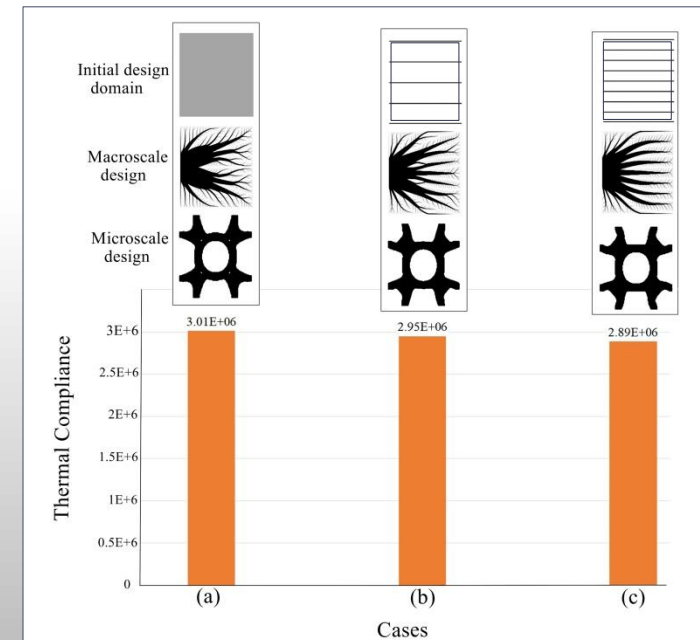 Initial design
domain
Macroscale
design
Microscale
design
Thermal Compliance
3E+6
2.5E+6
2E+6
1.5E+6
1E+6
0.5E+6
0
3.01E+06
2.95E+06
2.89E+06
(a)
(b)
(c)
Cases